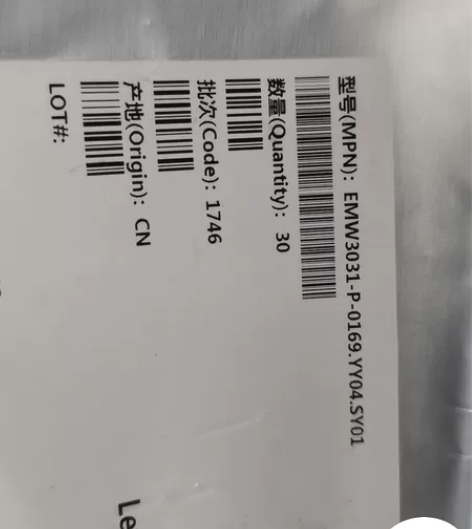 型号(MPN): EMW3031-P-0169.YY04.SY01
数量(Quantity): 30
批次(Code): 1746
产地(Origin): CN
LOT#:
Le